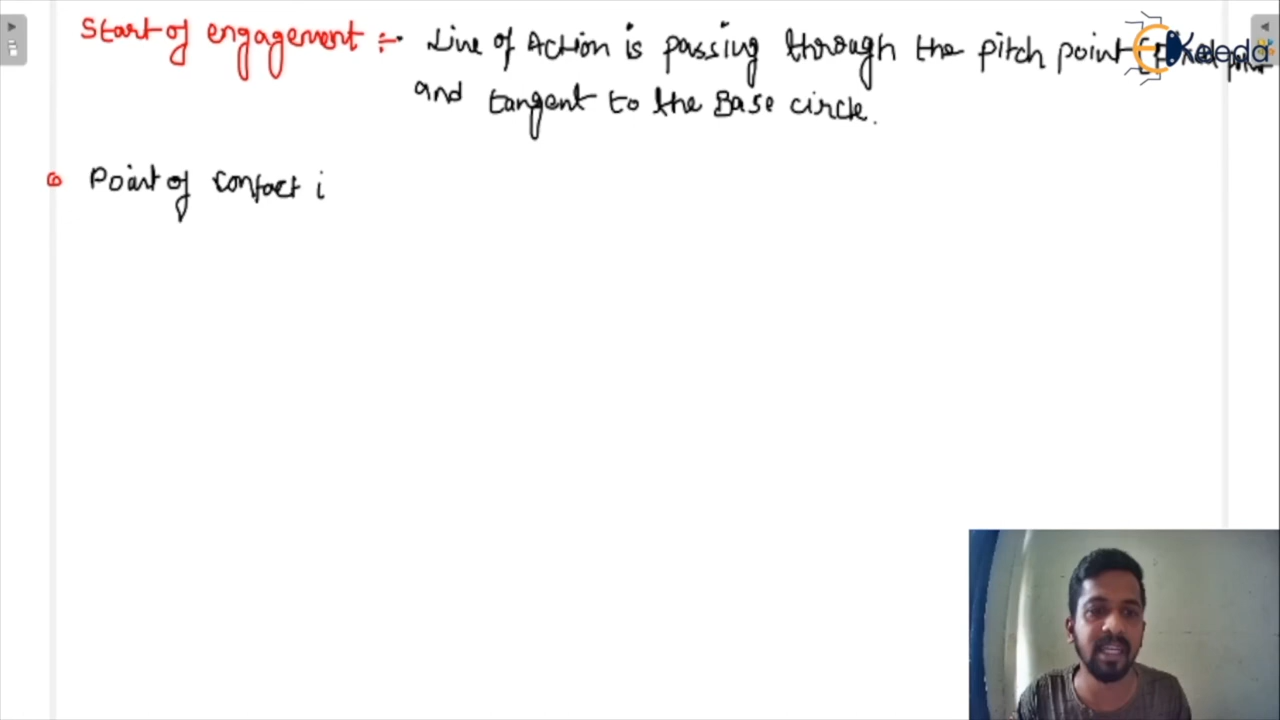 Start of engagement :- Line of Action is passing through the pitch point
and tangent to the Base circle.
Point of contact i